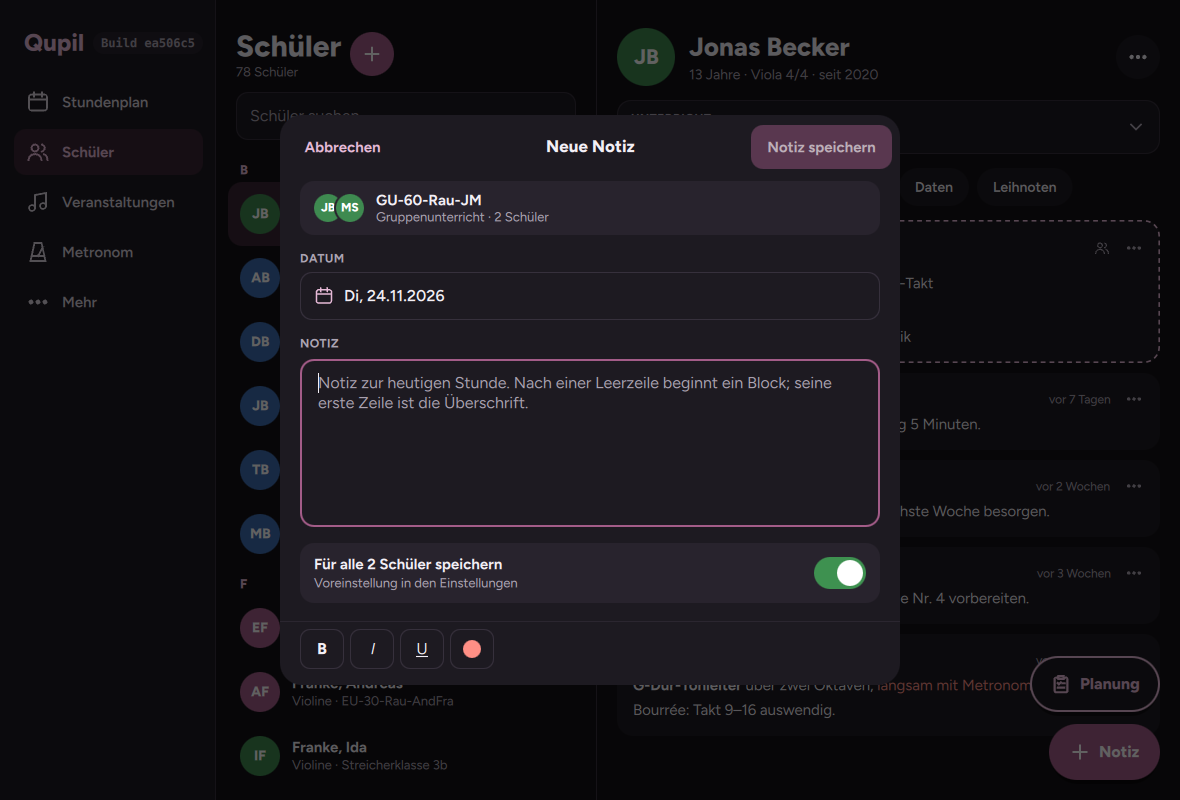 Qupil Build ea506c5
Stundenplan
Schüler
Veranstaltungen
Metronom
Mehr
Schüler
78 Schüler
Schüler suchen
B
JB
AB
DB
JB
TB
MB
F
EF
AF
Franke, Andreas
Violine · EU-30-Rau-AndFra
IF
Franke, Ida
Violine · Streicherklasse 3b
JB
Jonas Becker
13 Jahre · Viola 4/4 · seit 2020
Daten
Leihnoten
-Takt
ik
vor 7 Tagen
g 5 Minuten.
vor 2 Wochen
hste Woche besorgen.
vor 3 Wochen
e Nr. 4 vorbereiten.
G-Dur-Tonleiter über zwei Oktaven, langsam mit Metronom
Bourrée: Takt 9–16 auswendig.
Planung
Notiz
Abbrechen
Neue Notiz
Notiz speichern
JB MS
GU-60-Rau-JM
Gruppenunterricht · 2 Schüler
DATUM
Di, 24.11.2026
NOTIZ
Notiz zur heutigen Stunde. Nach einer Leerzeile beginnt ein Block; seine
erste Zeile ist die Überschrift.
Für alle 2 Schüler speichern
Voreinstellung in den Einstellungen
B I U